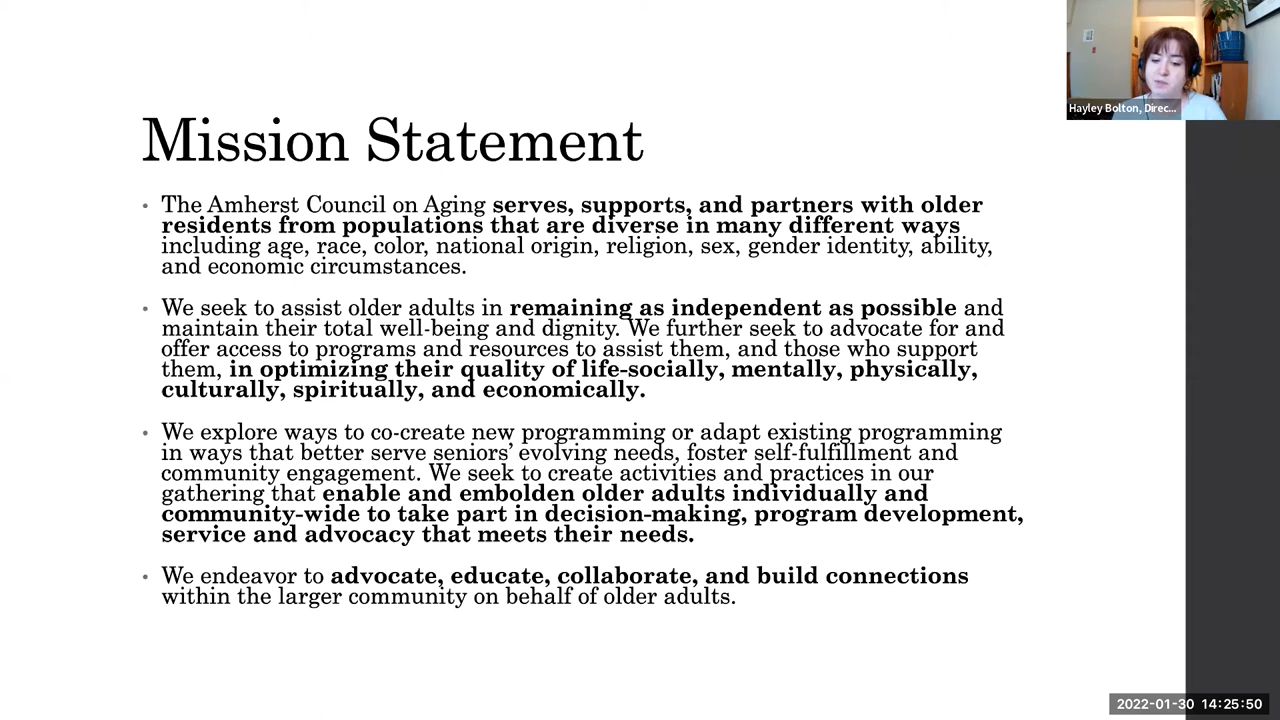 Hayley Bolton, Direc...
Mission Statement
• The Amherst Council on Aging serves, supports, and partners with older
residents from populations that are diverse in many different ways
including age, race, color, national origin, religion, sex, gender identity, ability,
and economic circumstances.
• We seek to assist older adults in remaining as independent as possible and
maintain their total well-being and dignity. We further seek to advocate for and
offer access to programs and resources to assist them, and those who support
them, in optimizing their quality of life-socially, mentally, physically,
culturally, spiritually, and economically.
• We explore ways to co-create new programming or adapt existing programming
in ways that better serve seniors’ evolving needs, foster self-fulfillment and
community engagement. We seek to create activities and practices in our
gathering that enable and embolden older adults individually and
community-wide to take part in decision-making, program development,
service and advocacy that meets their needs.
• We endeavor to advocate, educate, collaborate, and build connections
within the larger community on behalf of older adults.
2022-01-30 14:25:50